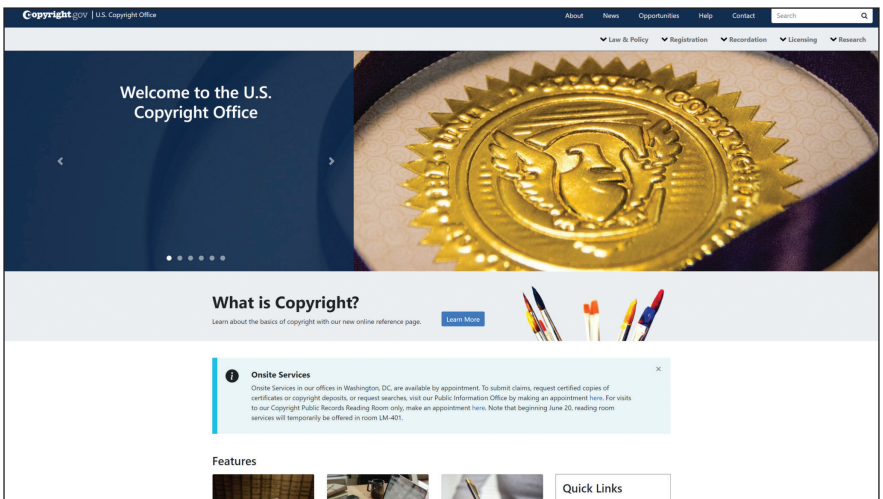 Copyright.gov | U.S. Copyright Office
About News Opportunities Help Contact Search
Law & Policy Registration Recordation Licensing Research
Welcome to the U.S.
Copyright Office
What is Copyright?
Learn about the basics of copyright with our new online reference page.
Learn More
Onsite Services
Onsite Services in our offices in Washington, DC, are available by appointment. To submit claims, request certified copies of
certificates or copyright deposits, or request searches, visit our Public Information Office by making an appointment here. For visits
to our Copyright Public Records Reading Room only, make an appointment here. Note that beginning June 20, reading room
services will temporarily be offered in room LM-401.
Features
Quick Links